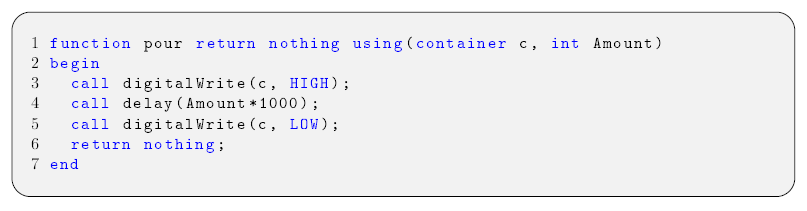 1 function pour return nothing using(container c, int Amount)
2 begin
3   call digitalWrite(c, HIGH);
4   call delay(Amount*1000);
5   call digitalWrite(c, LOW);
6   return nothing;
7 end